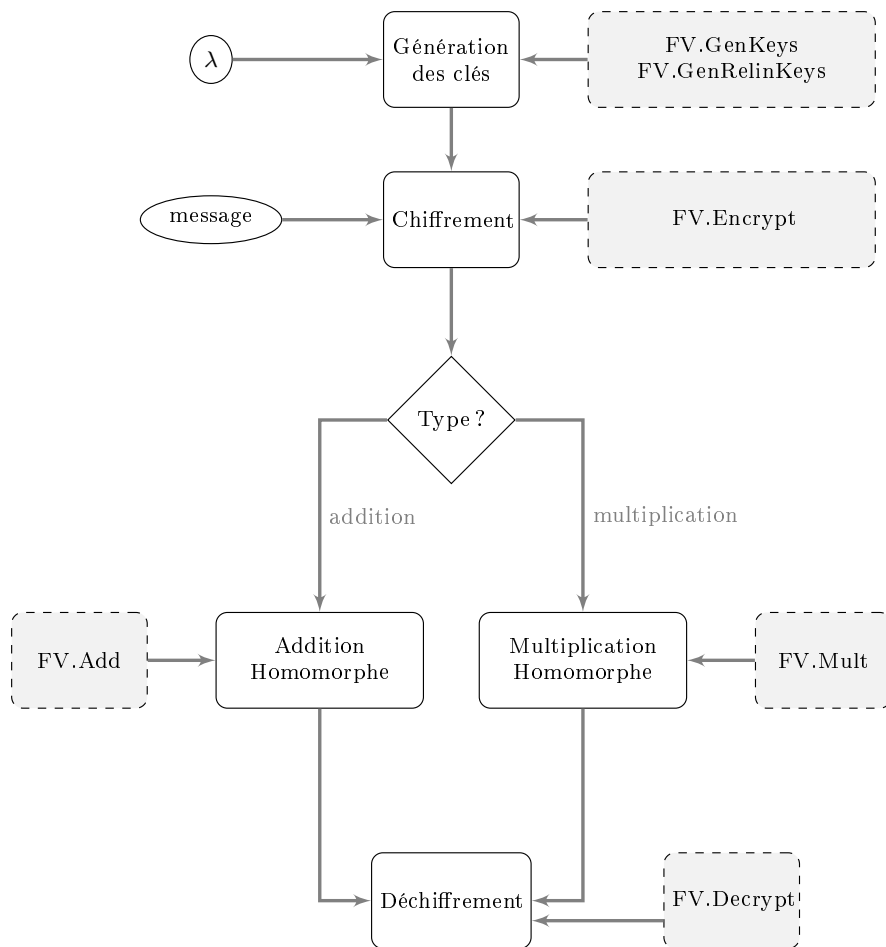 λ
Génération
des clés
FV.GenKeys
FV.GenRelinKeys
message
Chiffrement
FV.Encrypt
Type ?
addition
multiplication
FV.Add
Addition
Homomorphe
Multiplication
Homomorphe
FV.Mult
Déchiffrement
FV.Decrypt